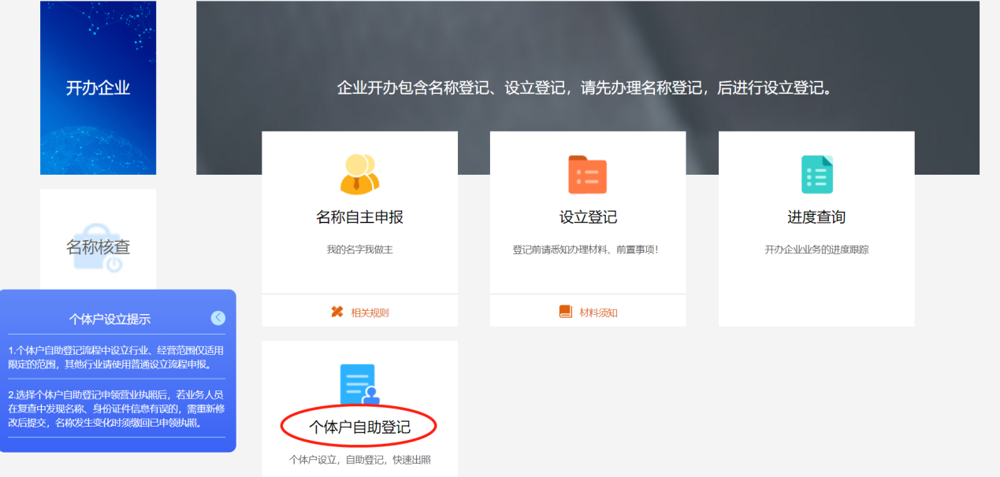 开办企业
企业开办包含名称登记、设立登记，请先办理名称登记，后进行设立登记。
名称核查
名称自主申报
我的名字我做主
相关规则
设立登记
登记前请悉知办理材料、前置事项！
材料须知
进度查询
开办企业业务的进度跟踪
个体户设立提示
1.个体户自助登记流程中设立行业、经营范围仅适用
限定的范围，其他行业请使用普通设立流程申报。
2.选择个体户自助登记申领营业执照后，若业务人员
在复查中发现名称、身份证件信息有误的，需重新修
改后提交，名称发生变化时须缴回已申领执照。
个体户自助登记
个体户设立，自助登记，快速出照